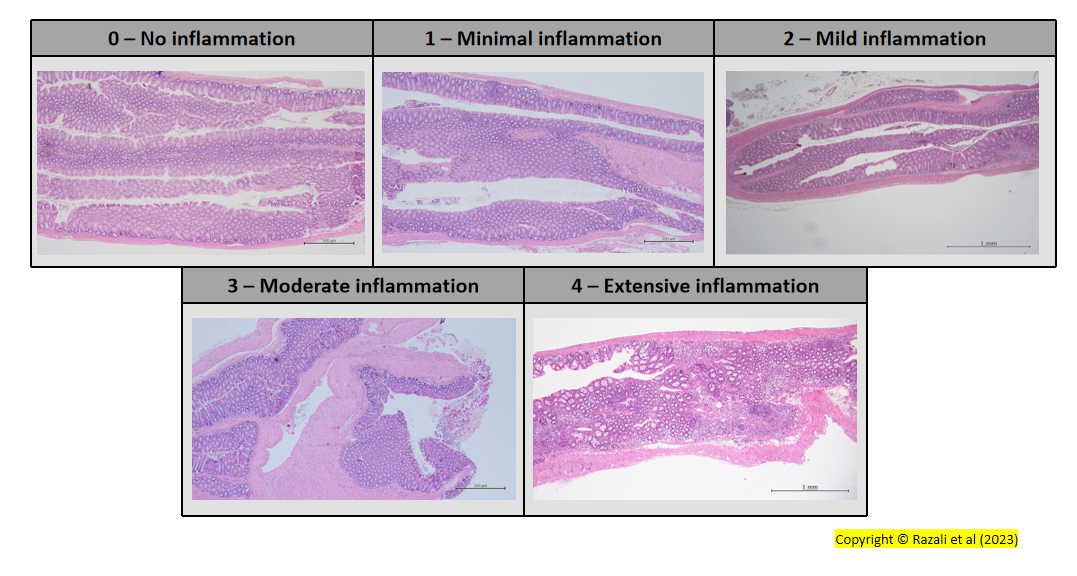 0 – No inflammation
1 – Minimal inflammation
2 – Mild inflammation
1 mm
3 – Moderate inflammation
4 – Extensive inflammation
1 mm
Copyright © Razali et al (2023)